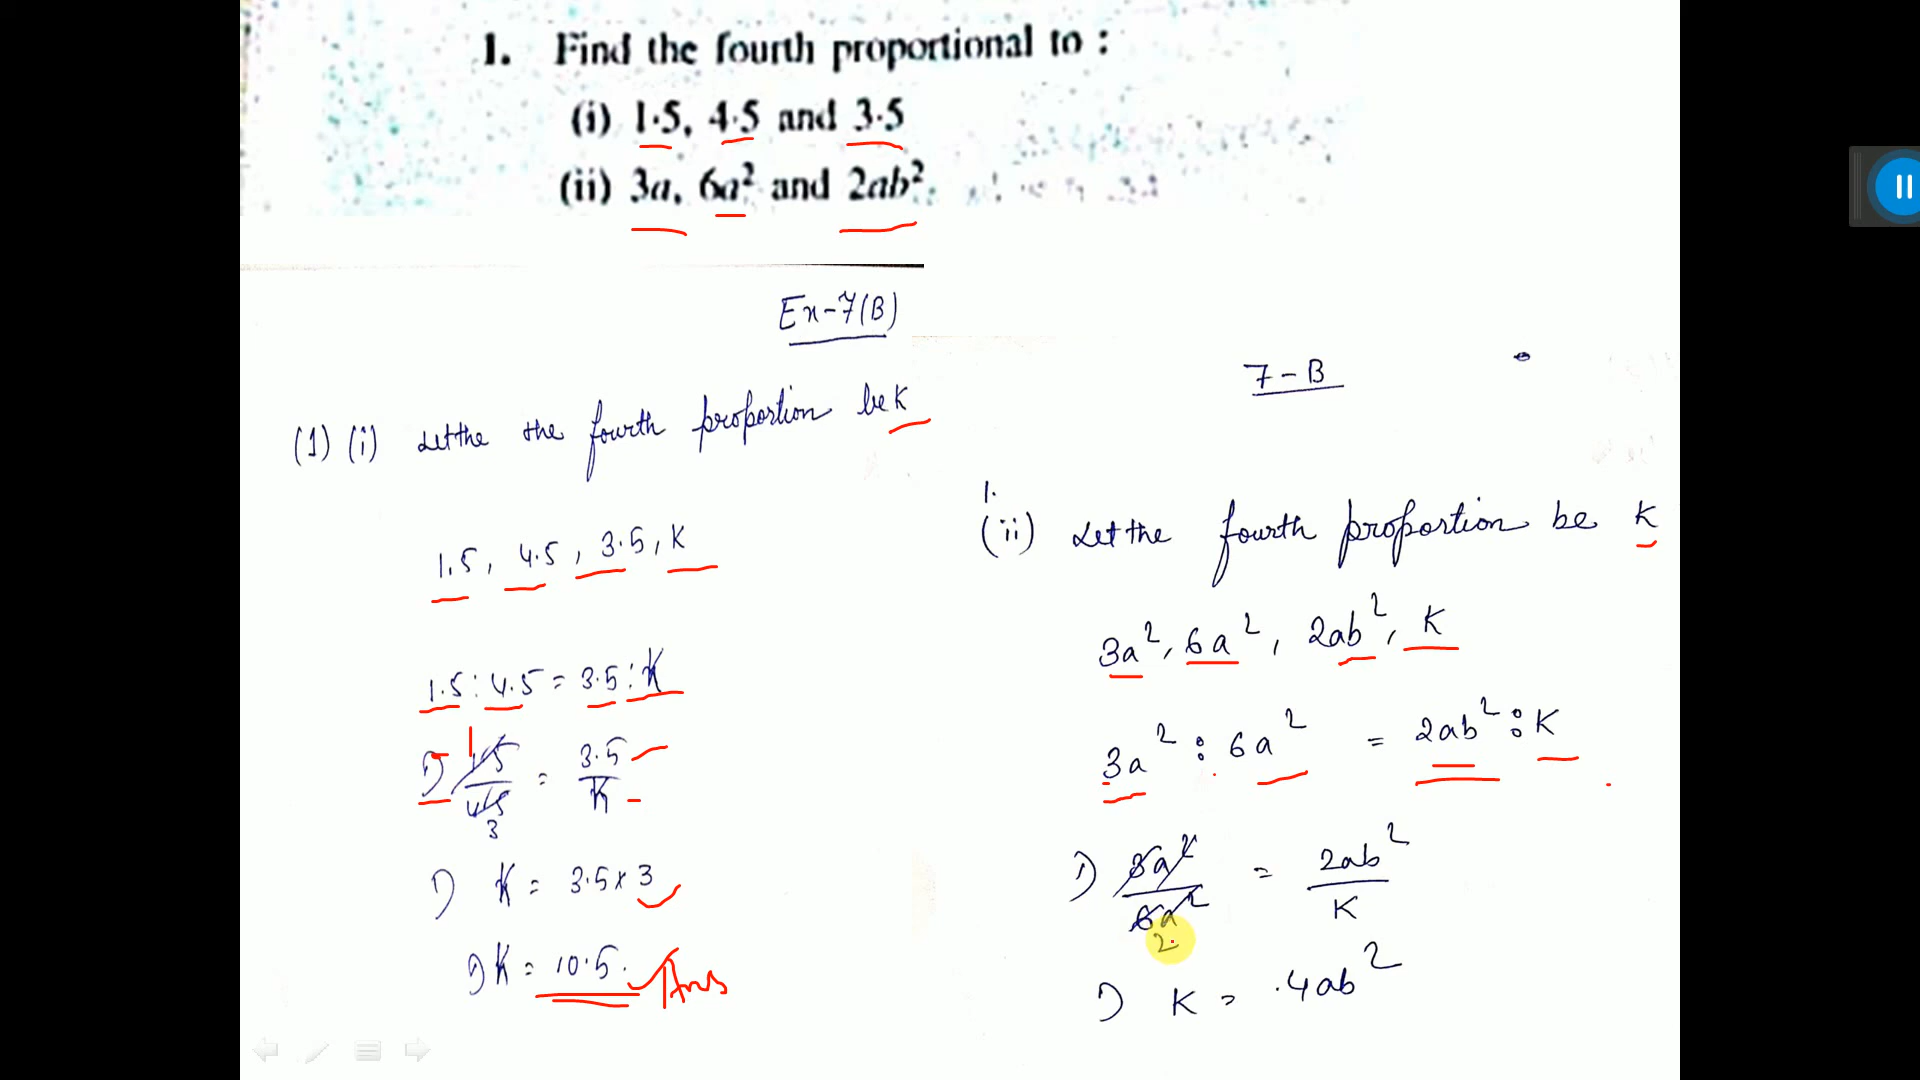 1. Find the fourth proportional to :
(i) 1·5, 4·5 and 3·5
(ii) 3a, 6a² and 2ab².
Ex-7(B)
(1) (i) Let the the fourth proportion be K
1.5, 4.5, 3.5, K
1.5 : 4.5 = 3.5 : K
⇒ 1.5/4.5 = 3.5/K
1
3
⇒ K = 3.5 × 3
⇒ K = 10.5. Ans
7-B
1.
(ii) Let the fourth proportion be K
3a², 6a², 2ab², K
3a² : 6a² = 2ab² : K
⇒ 3a²/6a² = 2ab²/K
2
⇒ K = 4ab²